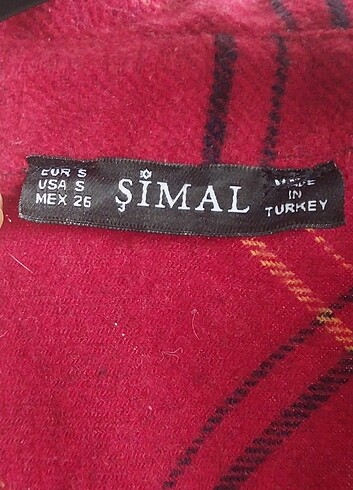 EUR S
USA S
MEX 26
ŞİMAL
MADE
IN
TURKEY